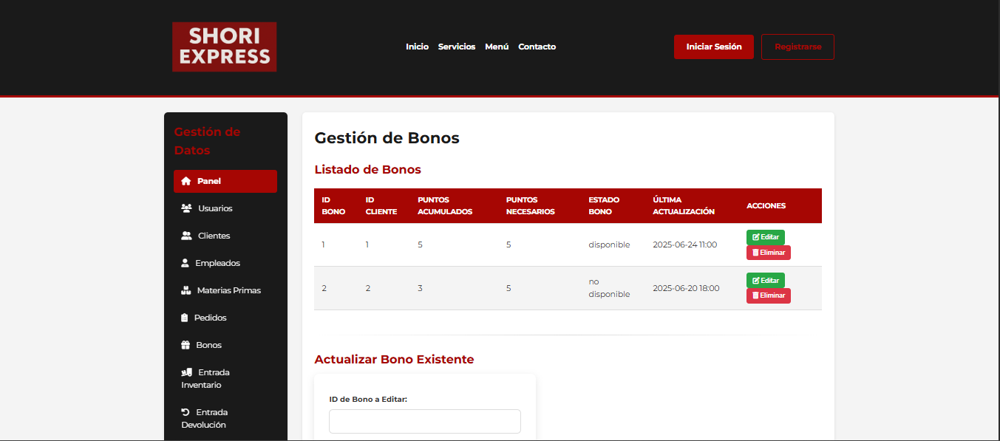 SHORI
EXPRESS
Inicio Servicios Menú Contacto
Iniciar Sesión
Registrarse
Gestión de
Datos
Panel
Usuarios
Clientes
Empleados
Materias Primas
Pedidos
Bonos
Entrada
Inventario
Entrada
Devolución
Gestión de Bonos
Listado de Bonos
ID BONO ID CLIENTE PUNTOS ACUMULADOS PUNTOS NECESARIOS ESTADO BONO ÚLTIMA ACTUALIZACIÓN ACCIONES
1 1 5 5 disponible 2025-06-24 11:00 Editar
Eliminar
2 2 3 5 no disponible 2025-06-20 18:00 Editar
Eliminar
Actualizar Bono Existente
ID de Bono a Editar: